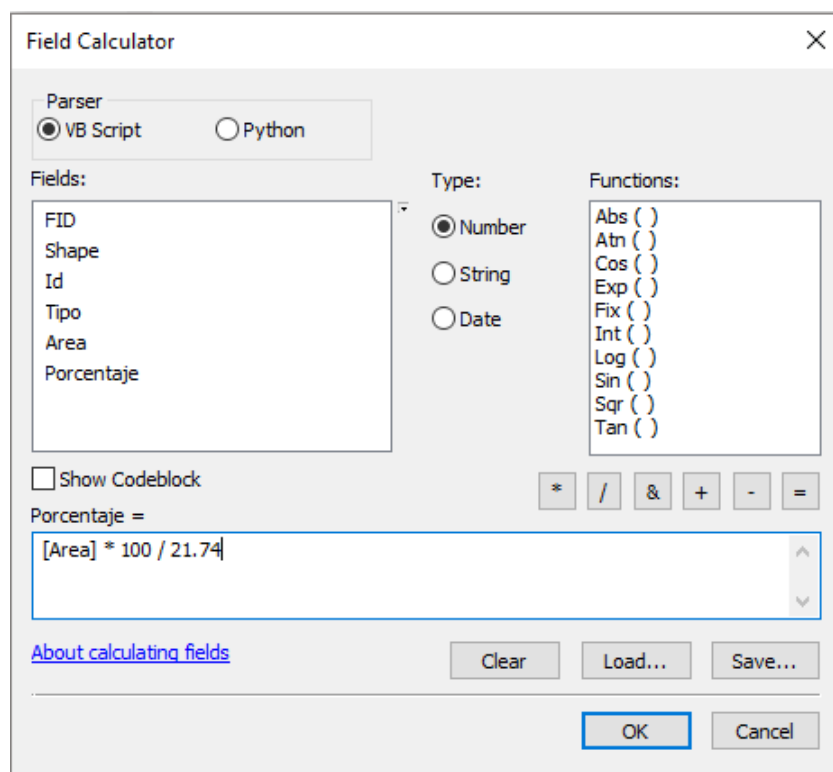 Field Calculator
Parser
VB Script Python
Fields:
FID
Shape
Id
Tipo
Area
Porcentaje
Type:
Number
String
Date
Functions:
Abs ( )
Atn ( )
Cos ( )
Exp ( )
Fix ( )
Int ( )
Log ( )
Sin ( )
Sqr ( )
Tan ( )
Show Codeblock
* / & + - =
Porcentaje =
[Area] * 100 / 21.74
About calculating fields
Clear Load... Save...
OK Cancel